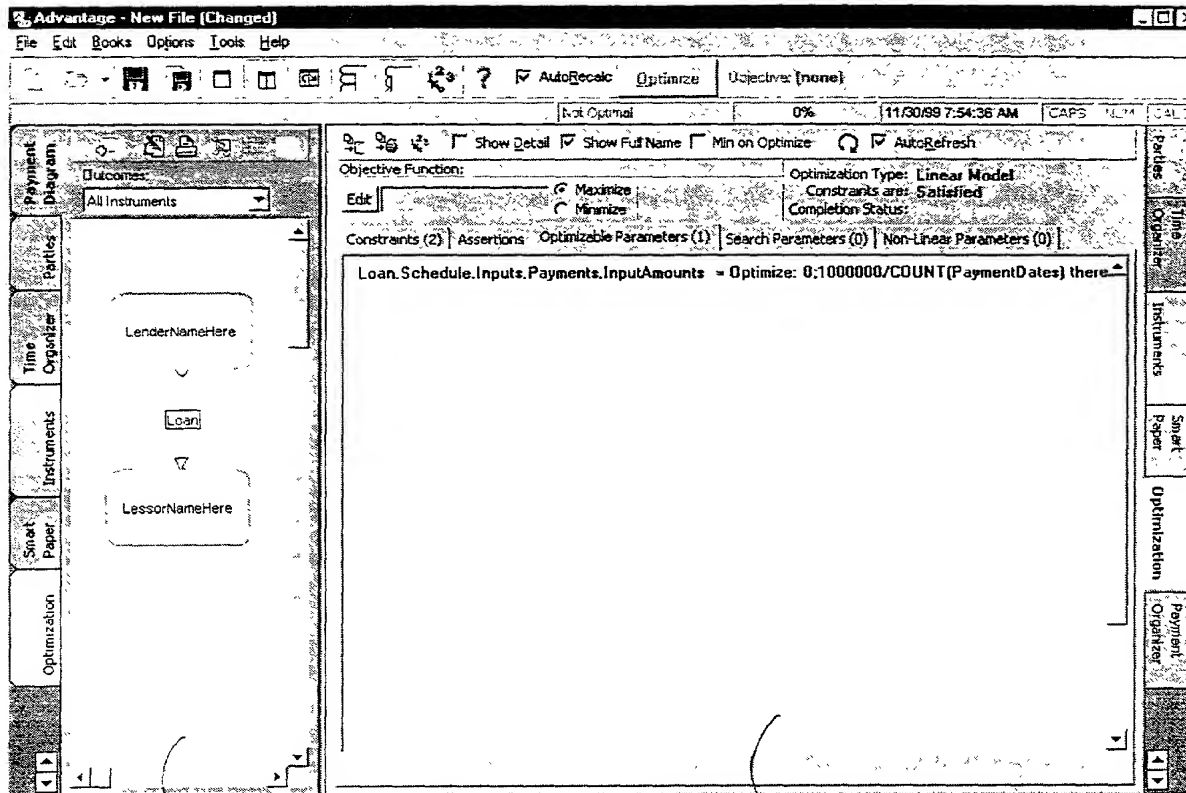 Advantage - New File (Changed)
File Edit Books Options Tools Help
? AutoRecalc Optimize Objective: (none)
Not Optimal 0% 11/30/99 7:54:36 AM CAPS NUM
Payment Diagram
Parties
Time Organizer
Instruments
Smart Paper
Optimization
Outcomes:
All Instruments
LenderNameHere
Loan
LessorNameHere
Show Detail Show Full Name Min on Optimize AutoRefresh
Objective Function:
Edit
Maximize
Minimize
Optimization Type: Linear Model
Constraints are: Satisfied
Completion Status:
Constraints (2) Assertions Optimizable Parameters (1) Search Parameters (0) Non-Linear Parameters (0)
Loan.Schedule.Inputs.Payments.InputAmounts = Optimize: 0;1000000/COUNT(PaymentDates) there
Parties
Time Organizer
Instruments
Smart Paper
Optimization
Payment Organizer